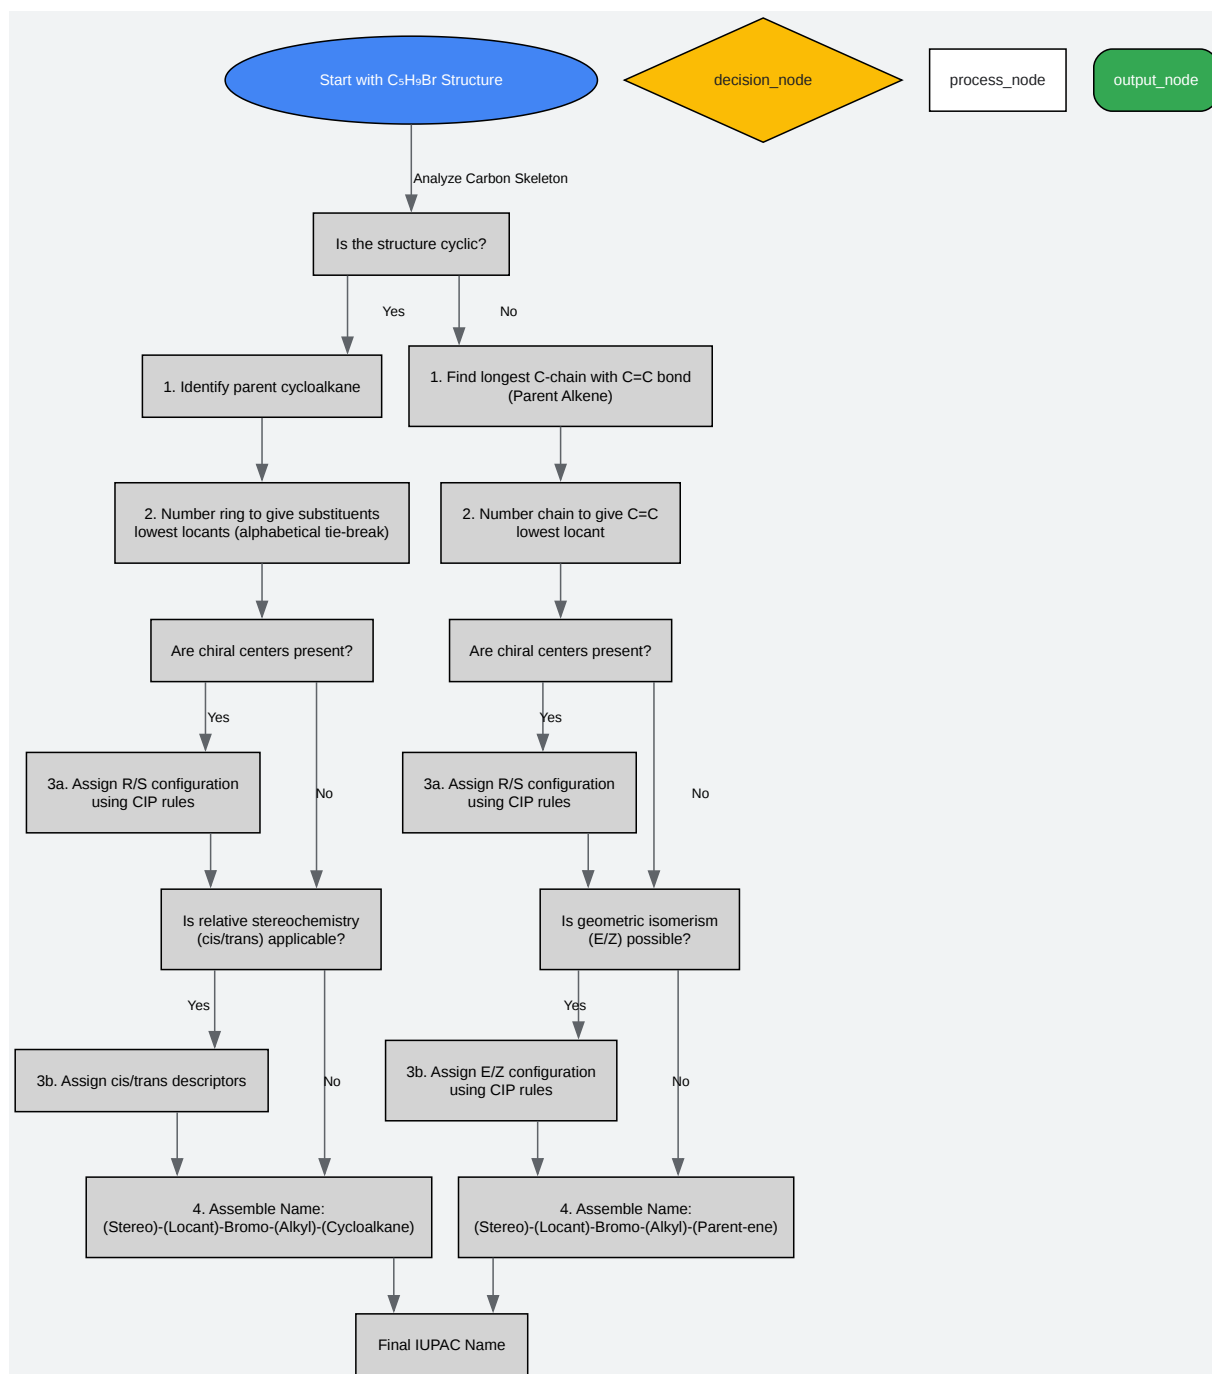 Start with C₅H₉Br Structure
decision_node
process_node
output_node
Analyze Carbon Skeleton
Is the structure cyclic?
Yes
No
1. Identify parent cycloalkane
1. Find longest C-chain with C=C bond
(Parent Alkene)
2. Number ring to give substituents
lowest locants (alphabetical tie-break)
2. Number chain to give C=C
lowest locant
Are chiral centers present?
Are chiral centers present?
Yes
Yes
3a. Assign R/S configuration
using CIP rules
No
3a. Assign R/S configuration
using CIP rules
No
Is relative stereochemistry
(cis/trans) applicable?
Is geometric isomerism
(E/Z) possible?
Yes
Yes
3b. Assign cis/trans descriptors
No
3b. Assign E/Z configuration
using CIP rules
No
4. Assemble Name:
(Stereo)-(Locant)-Bromo-(Alkyl)-(Cycloalkane)
4. Assemble Name:
(Stereo)-(Locant)-Bromo-(Alkyl)-(Parent-ene)
Final IUPAC Name